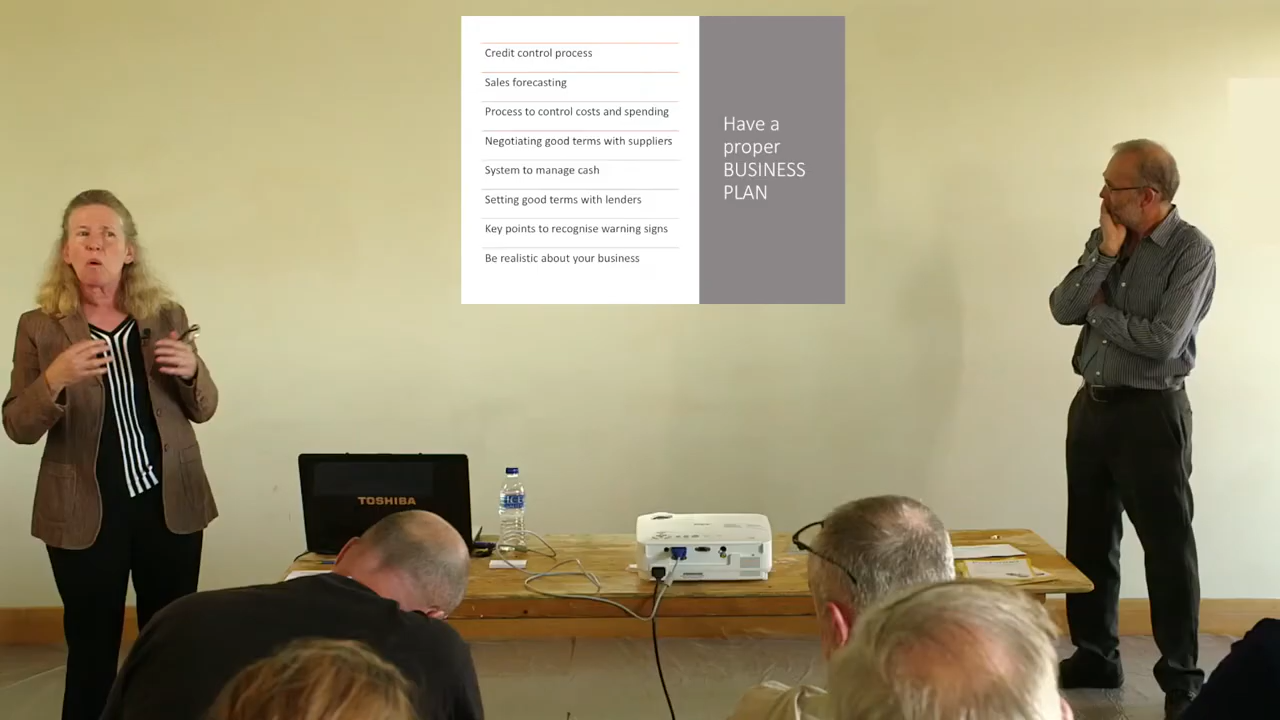 Credit control process
Sales forecasting
Process to control costs and spending
Negotiating good terms with suppliers
System to manage cash
Setting good terms with lenders
Key points to recognise warning signs
Be realistic about your business
Have a
proper
BUSINESS
PLAN
TOSHIBA